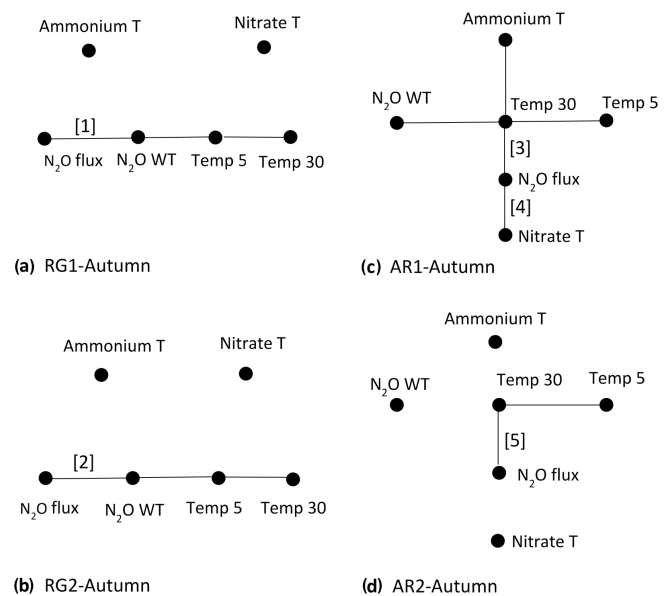 Ammonium T
Nitrate T
[1]
N₂O flux
N₂O WT
Temp 5
Temp 30
(a) RG1-Autumn
Ammonium T
N₂O WT
Temp 30
Temp 5
[3]
N₂O flux
[4]
Nitrate T
(c) AR1-Autumn
Ammonium T
Nitrate T
[2]
N₂O flux
N₂O WT
Temp 5
Temp 30
(b) RG2-Autumn
Ammonium T
N₂O WT
Temp 30
Temp 5
[5]
N₂O flux
Nitrate T
(d) AR2-Autumn